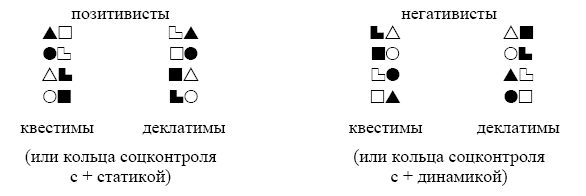 позитивисты негативисты
квестимы деклатимы квестимы деклатимы
(или кольца соцконтроля (или кольца соцконтроля
с + статикой) с + динамикой)